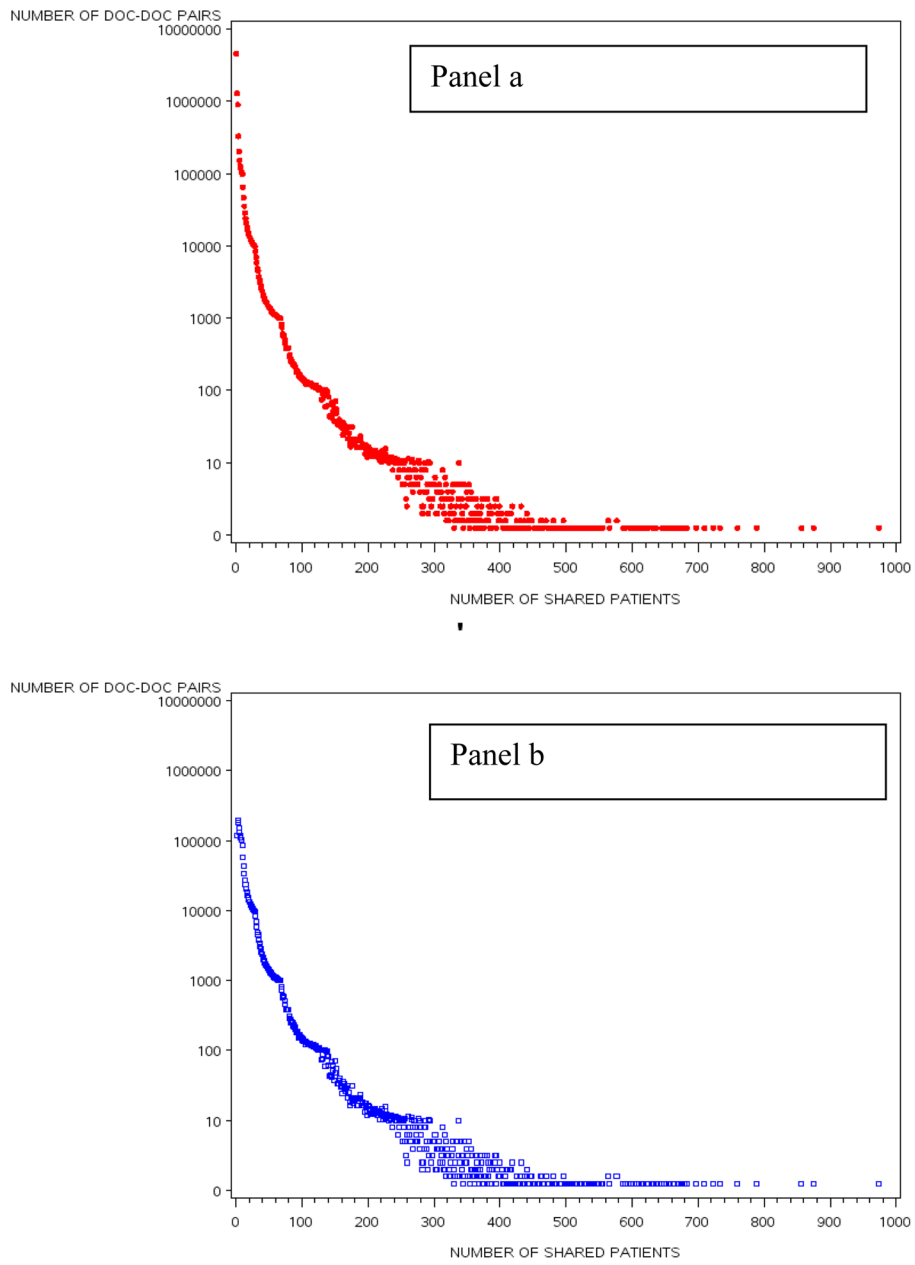 NUMBER OF DOC-DOC PAIRS
10000000
Panel a
1000000
100000
10000
1000
100
10
0
0 100 200 300 400 500 600 700 800 900 1000
NUMBER OF SHARED PATIENTS
'
NUMBER OF DOC-DOC PAIRS
10000000
Panel b
1000000
100000
10000
1000
100
10
0
0 100 200 300 400 500 600 700 800 900 1000
NUMBER OF SHARED PATIENTS